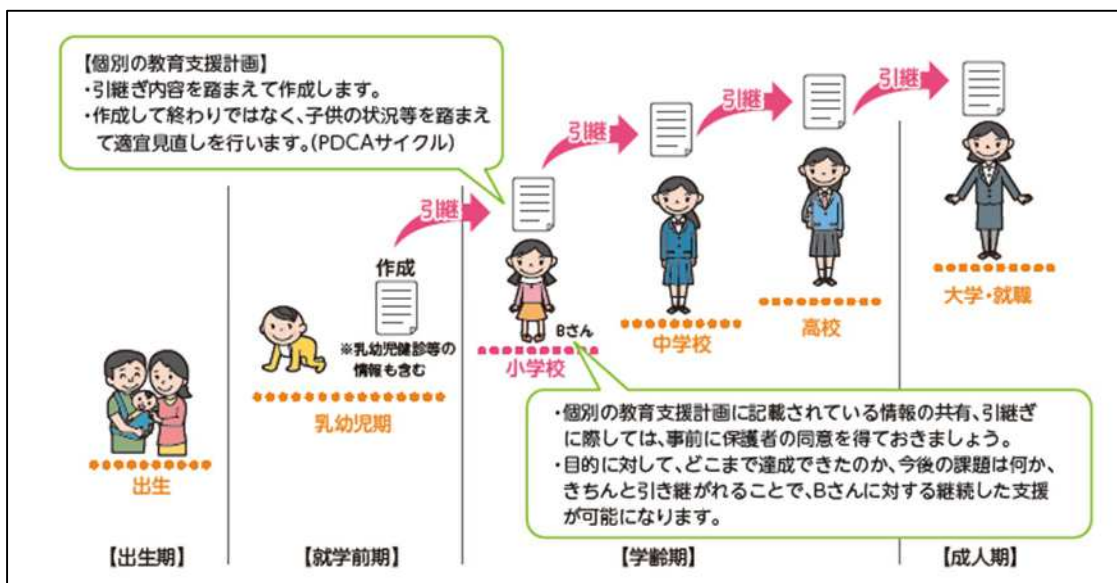 【個別の教育支援計画】
・引継ぎ内容を踏まえて作成します。
・作成して終わりではなく、子供の状況等を踏まえ
て適宜見直しを行います。(PDCAサイクル)
引継
引継
引継
引継
作成
※乳幼児健診等の
情報も含む
Bさん
出生
乳幼児期
小学校
中学校
高校
大学・就職
・個別の教育支援計画に記載されている情報の共有、引継ぎ
に際しては、事前に保護者の同意を得ておきましょう。
・目的に対して、どこまで達成できたのか、今後の課題は何か、
きちんと引き継がれることで、Bさんに対する継続した支援
が可能になります。
【出生期】
【就学前期】
【学齢期】
【成人期】